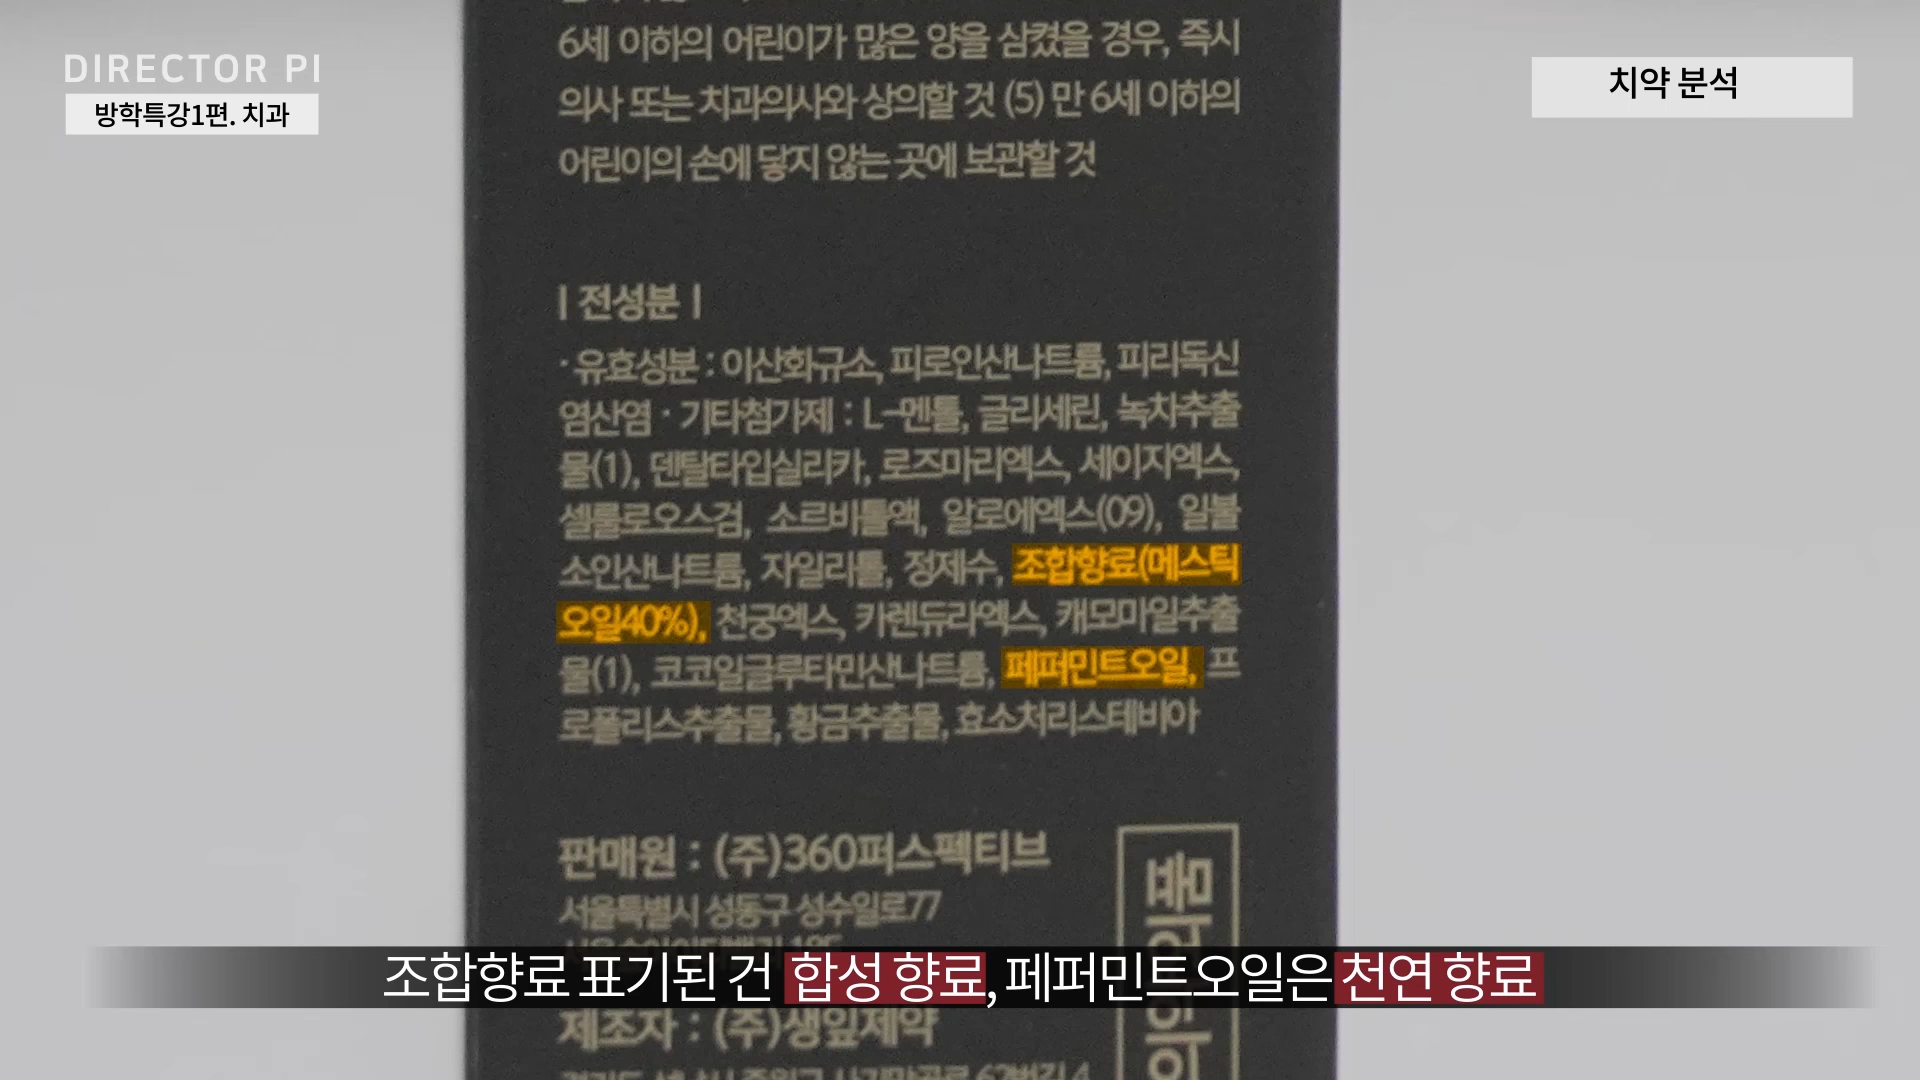 DIRECTOR PI
방학특강1편. 치과
치약 분석
6세 이하의 어린이가 많은 양을 삼켰을 경우, 즉시
의사 또는 치과의사와 상의할 것 (5) 만 6세 이하의
어린이의 손에 닿지 않는 곳에 보관할 것
| 전성분 |
· 유효성분 : 이산화규소, 피로인산나트륨, 피리독신
염산염 · 기타첨가제 : L-멘톨, 글리세린, 녹차추출
물(1), 덴탈타입실리카, 로즈마리엑스, 세이지엑스,
셀룰로오스검, 소르비톨액, 알로에엑스(09), 일불
소인산나트륨, 자일리톨, 정제수, 조합향료(메스틱
오일40%), 천궁엑스, 카렌듀라엑스, 캐모마일추출
물(1), 코코일글루타민산나트륨, 페퍼민트오일, 프
로폴리스추출물, 황금추출물, 효소처리스테비아
판매원 : (주)360퍼스펙티브
서울특별시 성동구 성수일로77
조합향료 표기된 건 합성 향료, 페퍼민트오일은 천연 향료
제조자 : (주)생잎제약
의약외품